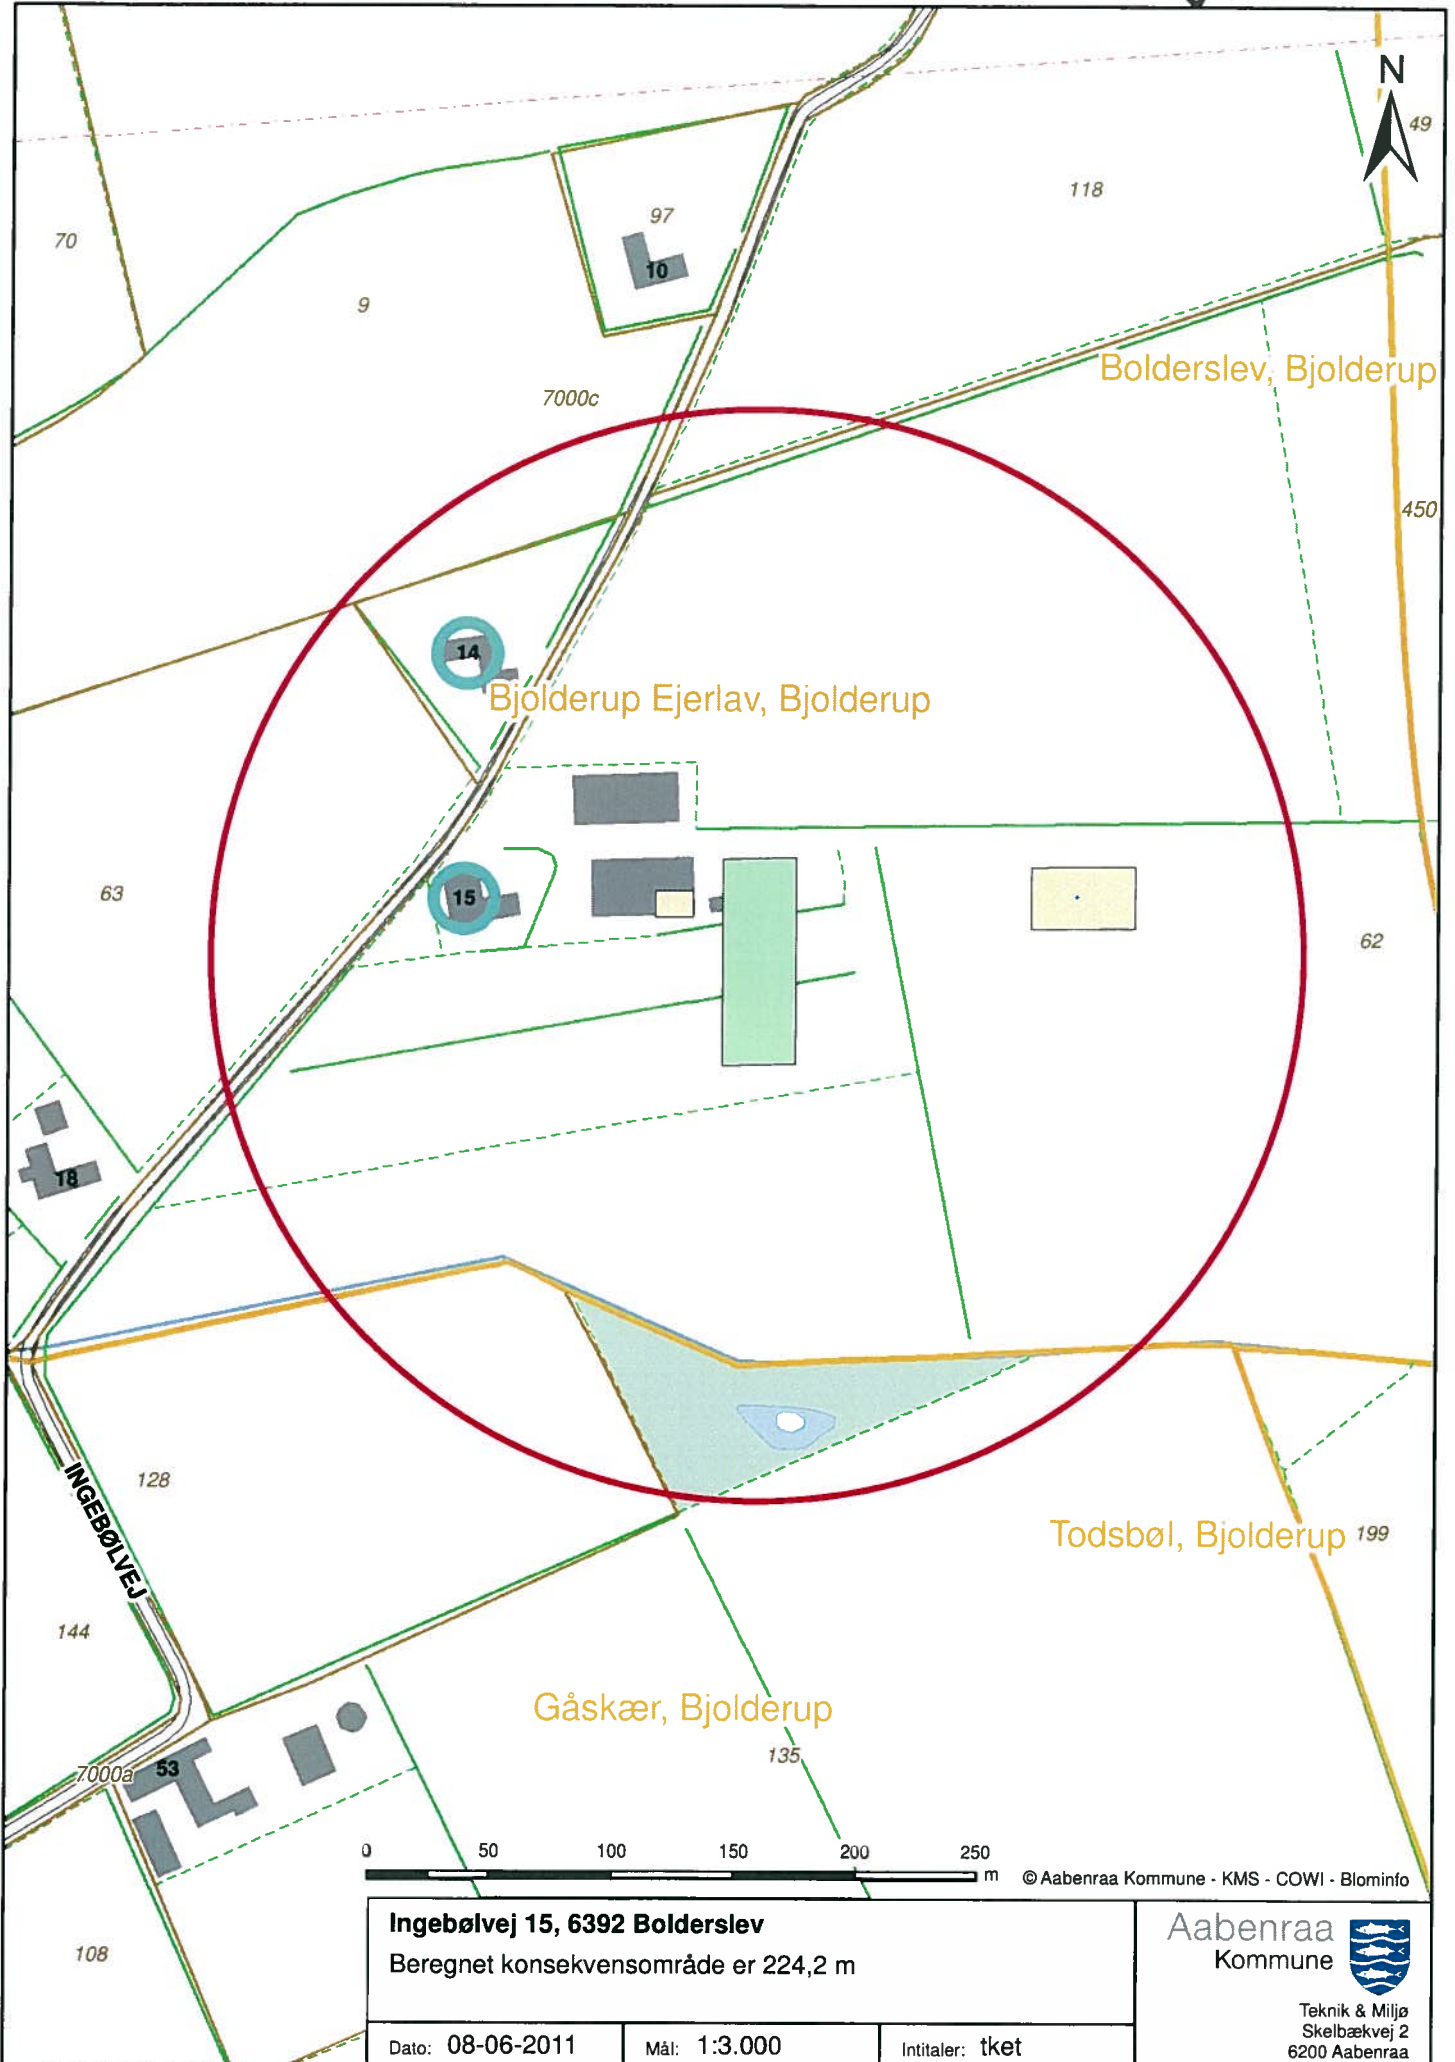 N
49
118
97
70
10
9
Bolderslev, Bjolderup
7000c
450
14
Bjolderup Ejerlav, Bjolderup
63
15
62
18
128
INGEBØLVEJ
Todsbøl, Bjolderup
199
144
Gåskær, Bjolderup
135
53
7000a
0 50 100 150 200 250
m
© Aabenraa Kommune - KMS - COWI - Blominfo
108
Ingebølvej 15, 6392 Bolderslev
Beregnet konsekvensområde er 224,2 m
Dato: 08-06-2011
Mål: 1:3.000
Intitaler: tket
Aabenraa
Kommune
Teknik & Miljø
Skelbækvej 2
6200 Aabenraa